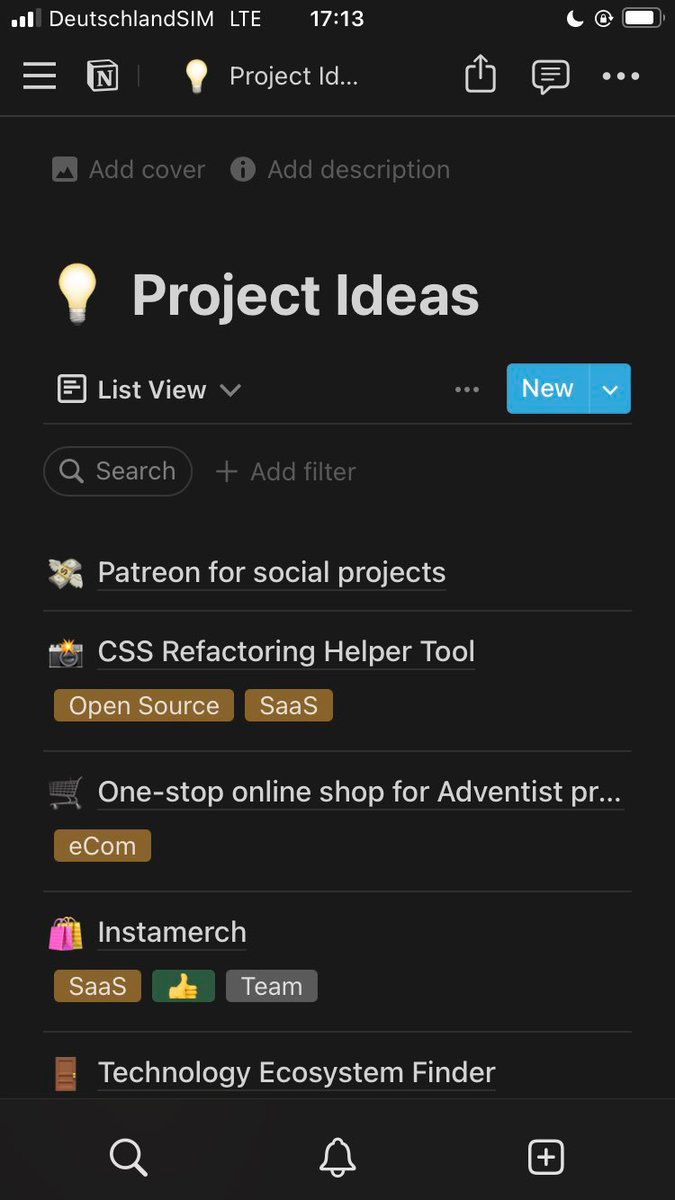 DeutschlandSIM LTE 17:13
Project Id...
Add cover Add description
Project Ideas
List View New
Search + Add filter
Patreon for social projects
CSS Refactoring Helper Tool
Open Source SaaS
One-stop online shop for Adventist pr...
eCom
Instamerch
SaaS 👍 Team
Technology Ecosystem Finder